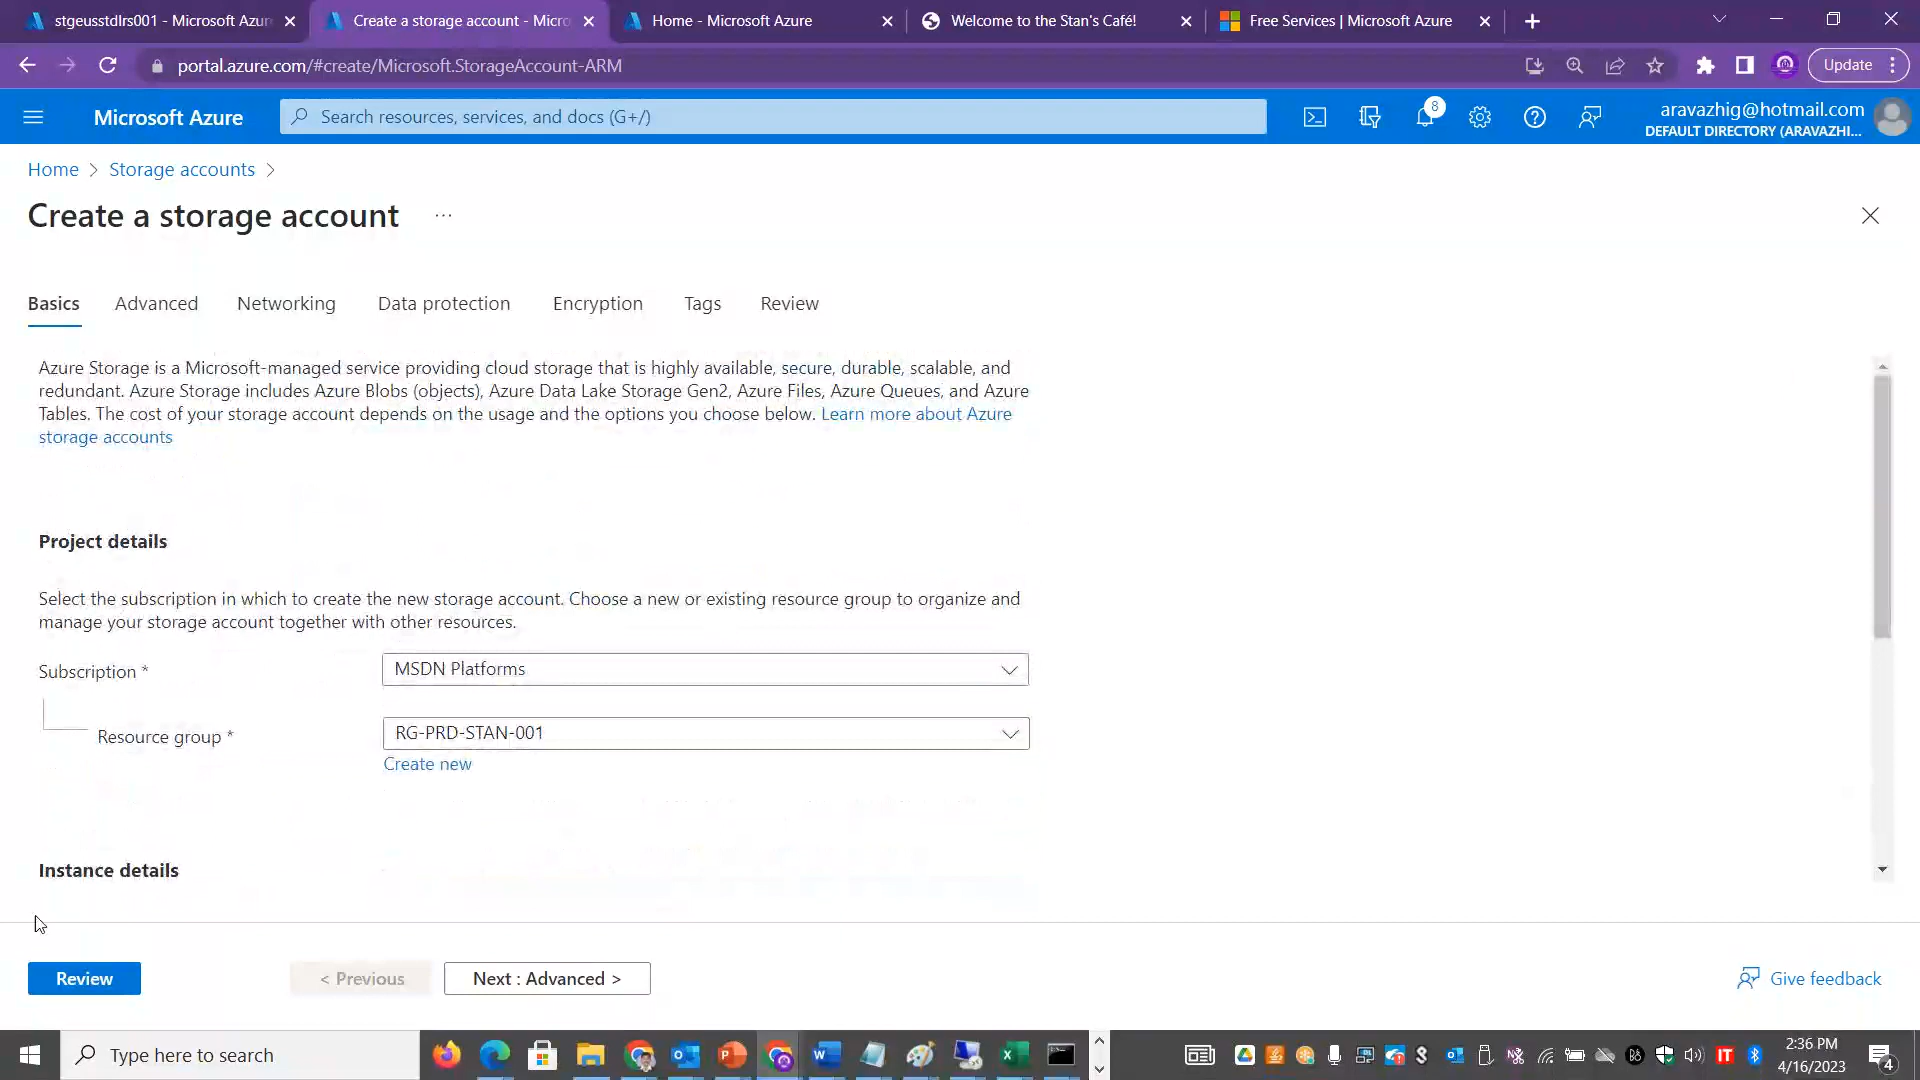 stgeusstdlrs001 - Microsoft Azur
Create a storage account - Micro
Home - Microsoft Azure
Welcome to the Stan's Café!
Free Services | Microsoft Azure
portal.azure.com/#create/Microsoft.StorageAccount-ARM
Update
Microsoft Azure
Search resources, services, and docs (G+/)
8
aravazhig@hotmail.com
DEFAULT DIRECTORY (ARAVAZHI...
Home > Storage accounts >
Create a storage account ...
Basics
Advanced
Networking
Data protection
Encryption
Tags
Review
Azure Storage is a Microsoft-managed service providing cloud storage that is highly available, secure, durable, scalable, and
redundant. Azure Storage includes Azure Blobs (objects), Azure Data Lake Storage Gen2, Azure Files, Azure Queues, and Azure
Tables. The cost of your storage account depends on the usage and the options you choose below. Learn more about Azure
storage accounts
Project details
Select the subscription in which to create the new storage account. Choose a new or existing resource group to organize and
manage your storage account together with other resources.
Subscription *
MSDN Platforms
Resource group *
RG-PRD-STAN-001
Create new
Instance details
Review
< Previous
Next : Advanced >
Give feedback
Type here to search
2:36 PM
4/16/2023
4